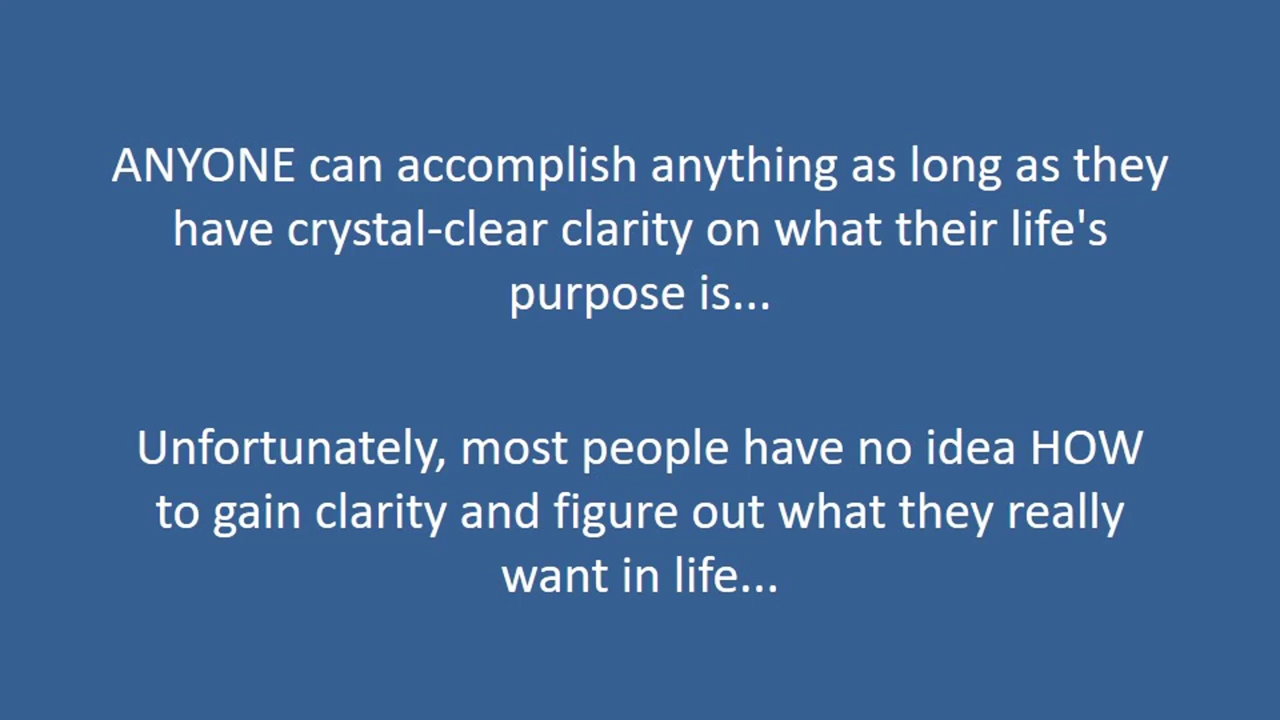 ANYONE can accomplish anything as long as they
have crystal-clear clarity on what their life's
purpose is...
Unfortunately, most people have no idea HOW
to gain clarity and figure out what they really
want in life...